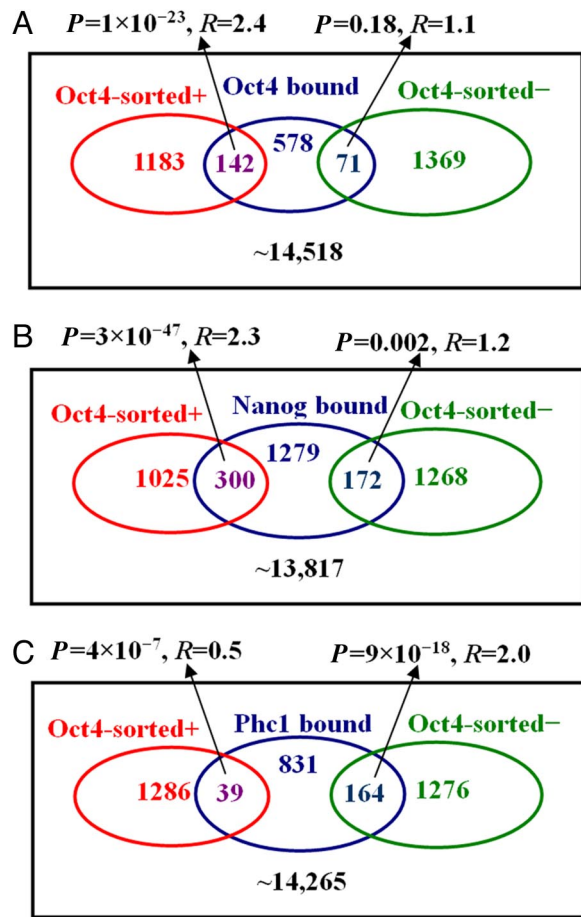 A
P=1×10⁻²³, R=2.4 P=0.18, R=1.1
Oct4-sorted+ Oct4 bound Oct4-sorted−
1183 142 578 71 1369
~14,518
B
P=3×10⁻⁴⁷, R=2.3 P=0.002, R=1.2
Oct4-sorted+ Nanog bound Oct4-sorted−
1025 300 1279 172 1268
~13,817
C
P=4×10⁻⁷, R=0.5 P=9×10⁻¹⁸, R=2.0
Oct4-sorted+ Phc1 bound Oct4-sorted−
1286 39 831 164 1276
~14,265